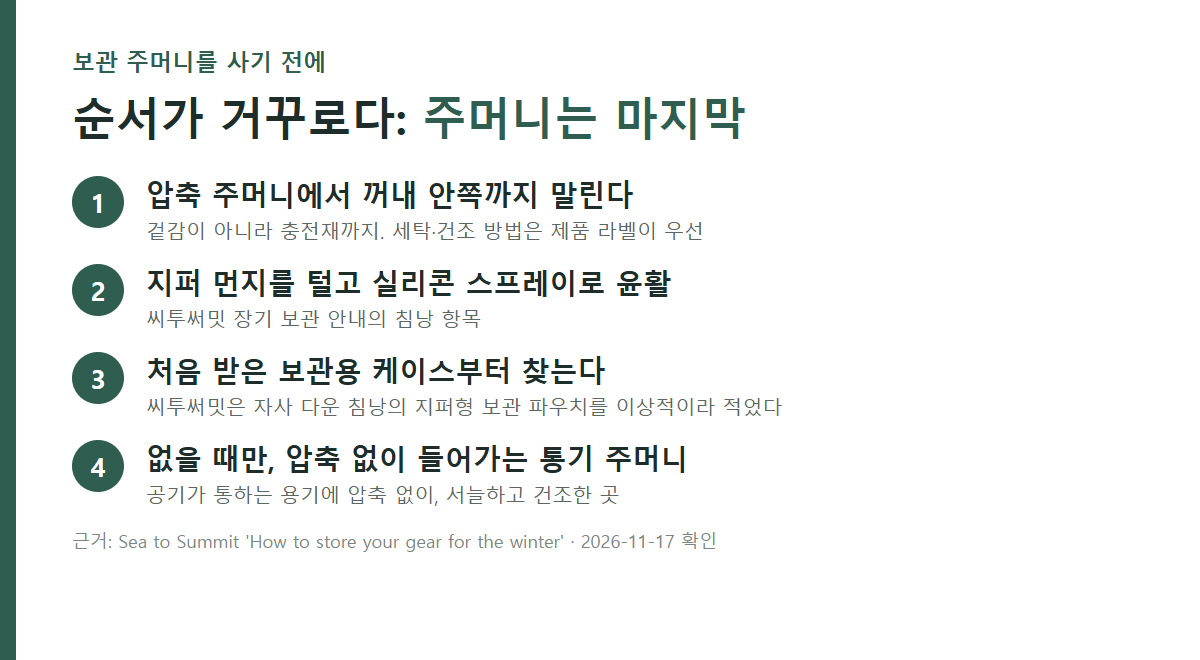 보관 주머니를 사기 전에
순서가 거꾸로다: 주머니는 마지막
1 압축 주머니에서 꺼내 안쪽까지 말린다
겉감이 아니라 충전재까지. 세탁·건조 방법은 제품 라벨이 우선
2 지퍼 먼지를 털고 실리콘 스프레이로 윤활
씨투써밋 장기 보관 안내의 침낭 항목
3 처음 받은 보관용 케이스부터 찾는다
씨투써밋은 자사 다운 침낭의 지퍼형 보관 파우치를 이상적이라 적었다
4 없을 때만, 압축 없이 들어가는 통기 주머니
공기가 통하는 용기에 압축 없이, 서늘하고 건조한 곳
근거: Sea to Summit 'How to store your gear for the winter' · 2026-11-17 확인